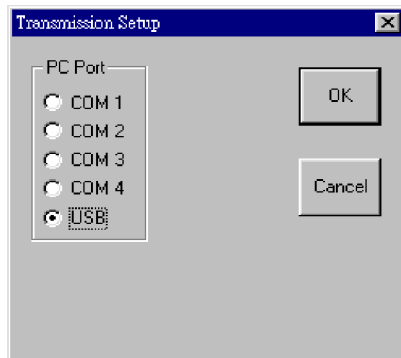 Transmission Setup
PC Port
COM 1
COM 2
COM 3
COM 4
USB
OK
Cancel